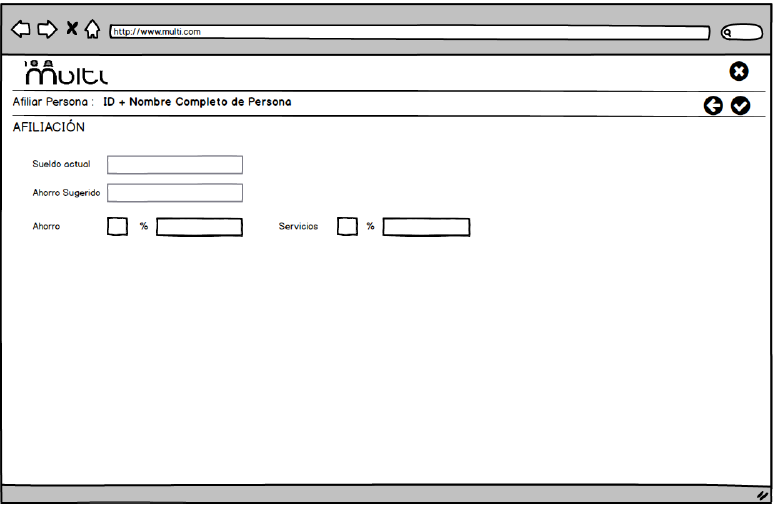 http://www.multi.com
multi
Afiliar Persona : ID + Nombre Completo de Persona
AFILIACIÓN
Sueldo actual
Ahorro Sugerido
Ahorro % Servicios %